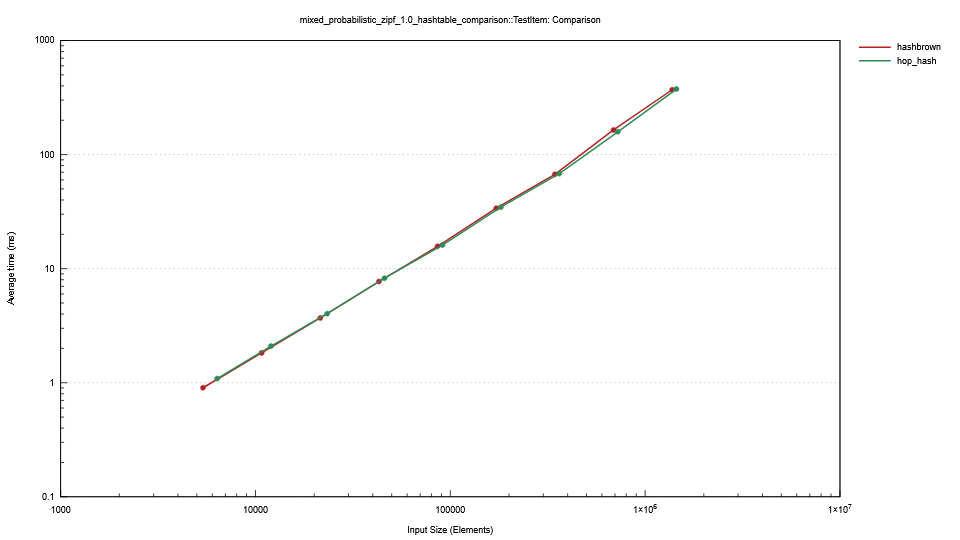 mixed_probabilistic_zipf_1.0_hashtable_comparison::TestItem: Comparison
hashbrown
hop_hash
1000
100
10
1
0.1
Average time (ms)
1000 10000 100000 1×10⁶ 1×10⁷
Input Size (Elements)